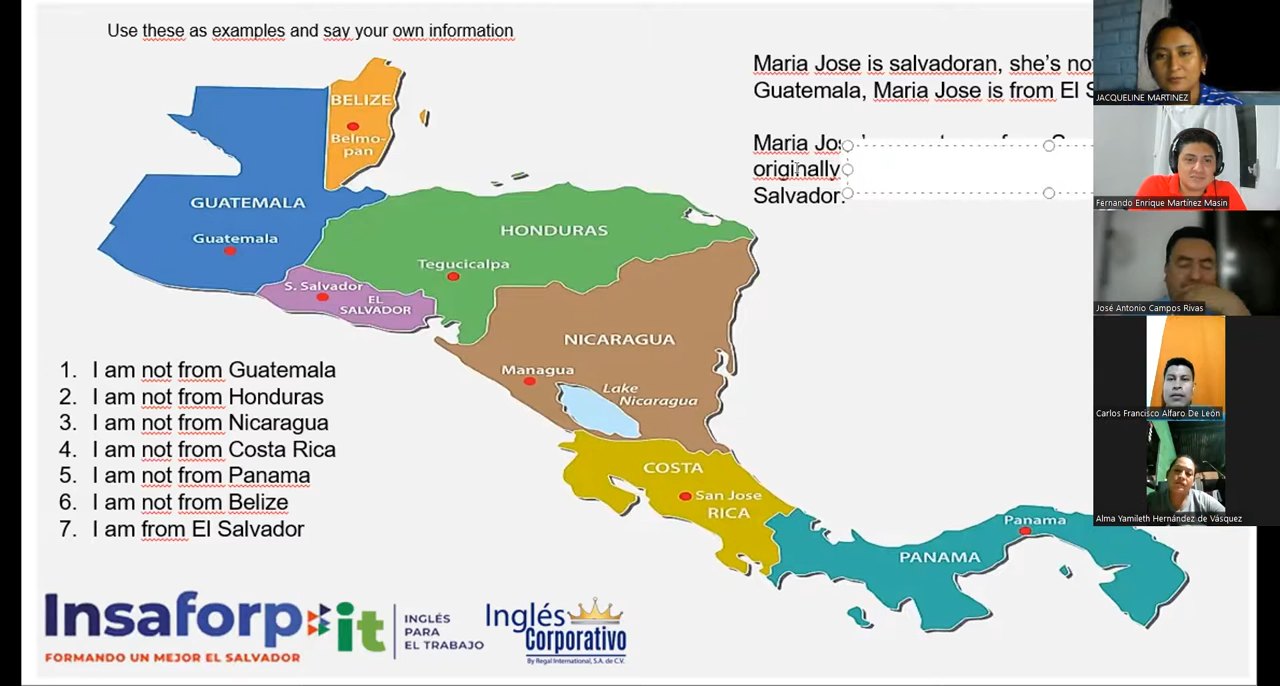 Use these as examples and say your own information
Maria Jose is salvadoran, she's
Guatemala, Maria Jose is from El
Maria
originally
Salvador.
BELIZE
Belmo-
pan
GUATEMALA
Guatemala
HONDURAS
Tegucicalpa
S. Salvador
EL
SALVADOR
NICARAGUA
Managua
Lake
Nicaragua
COSTA
San Jose
RICA
Panama
PANAMA
1. I am not from Guatemala
2. I am not from Honduras
3. I am not from Nicaragua
4. I am not from Costa Rica
5. I am not from Panama
6. I am not from Belize
7. I am from El Salvador
Insaforp it
FORMANDO UN MEJOR EL SALVADOR
INGLÉS
PARA
EL TRABAJO
Inglés
Corporativo
By Regal International, S.A. de C.V.
JACQUELINE MARTINEZ
Fernando Enrique Martínez Masin
José Antonio Campos Rivas
Carlos Francisco Alfaro De León
Alma Yamileth Hernández de Vásquez